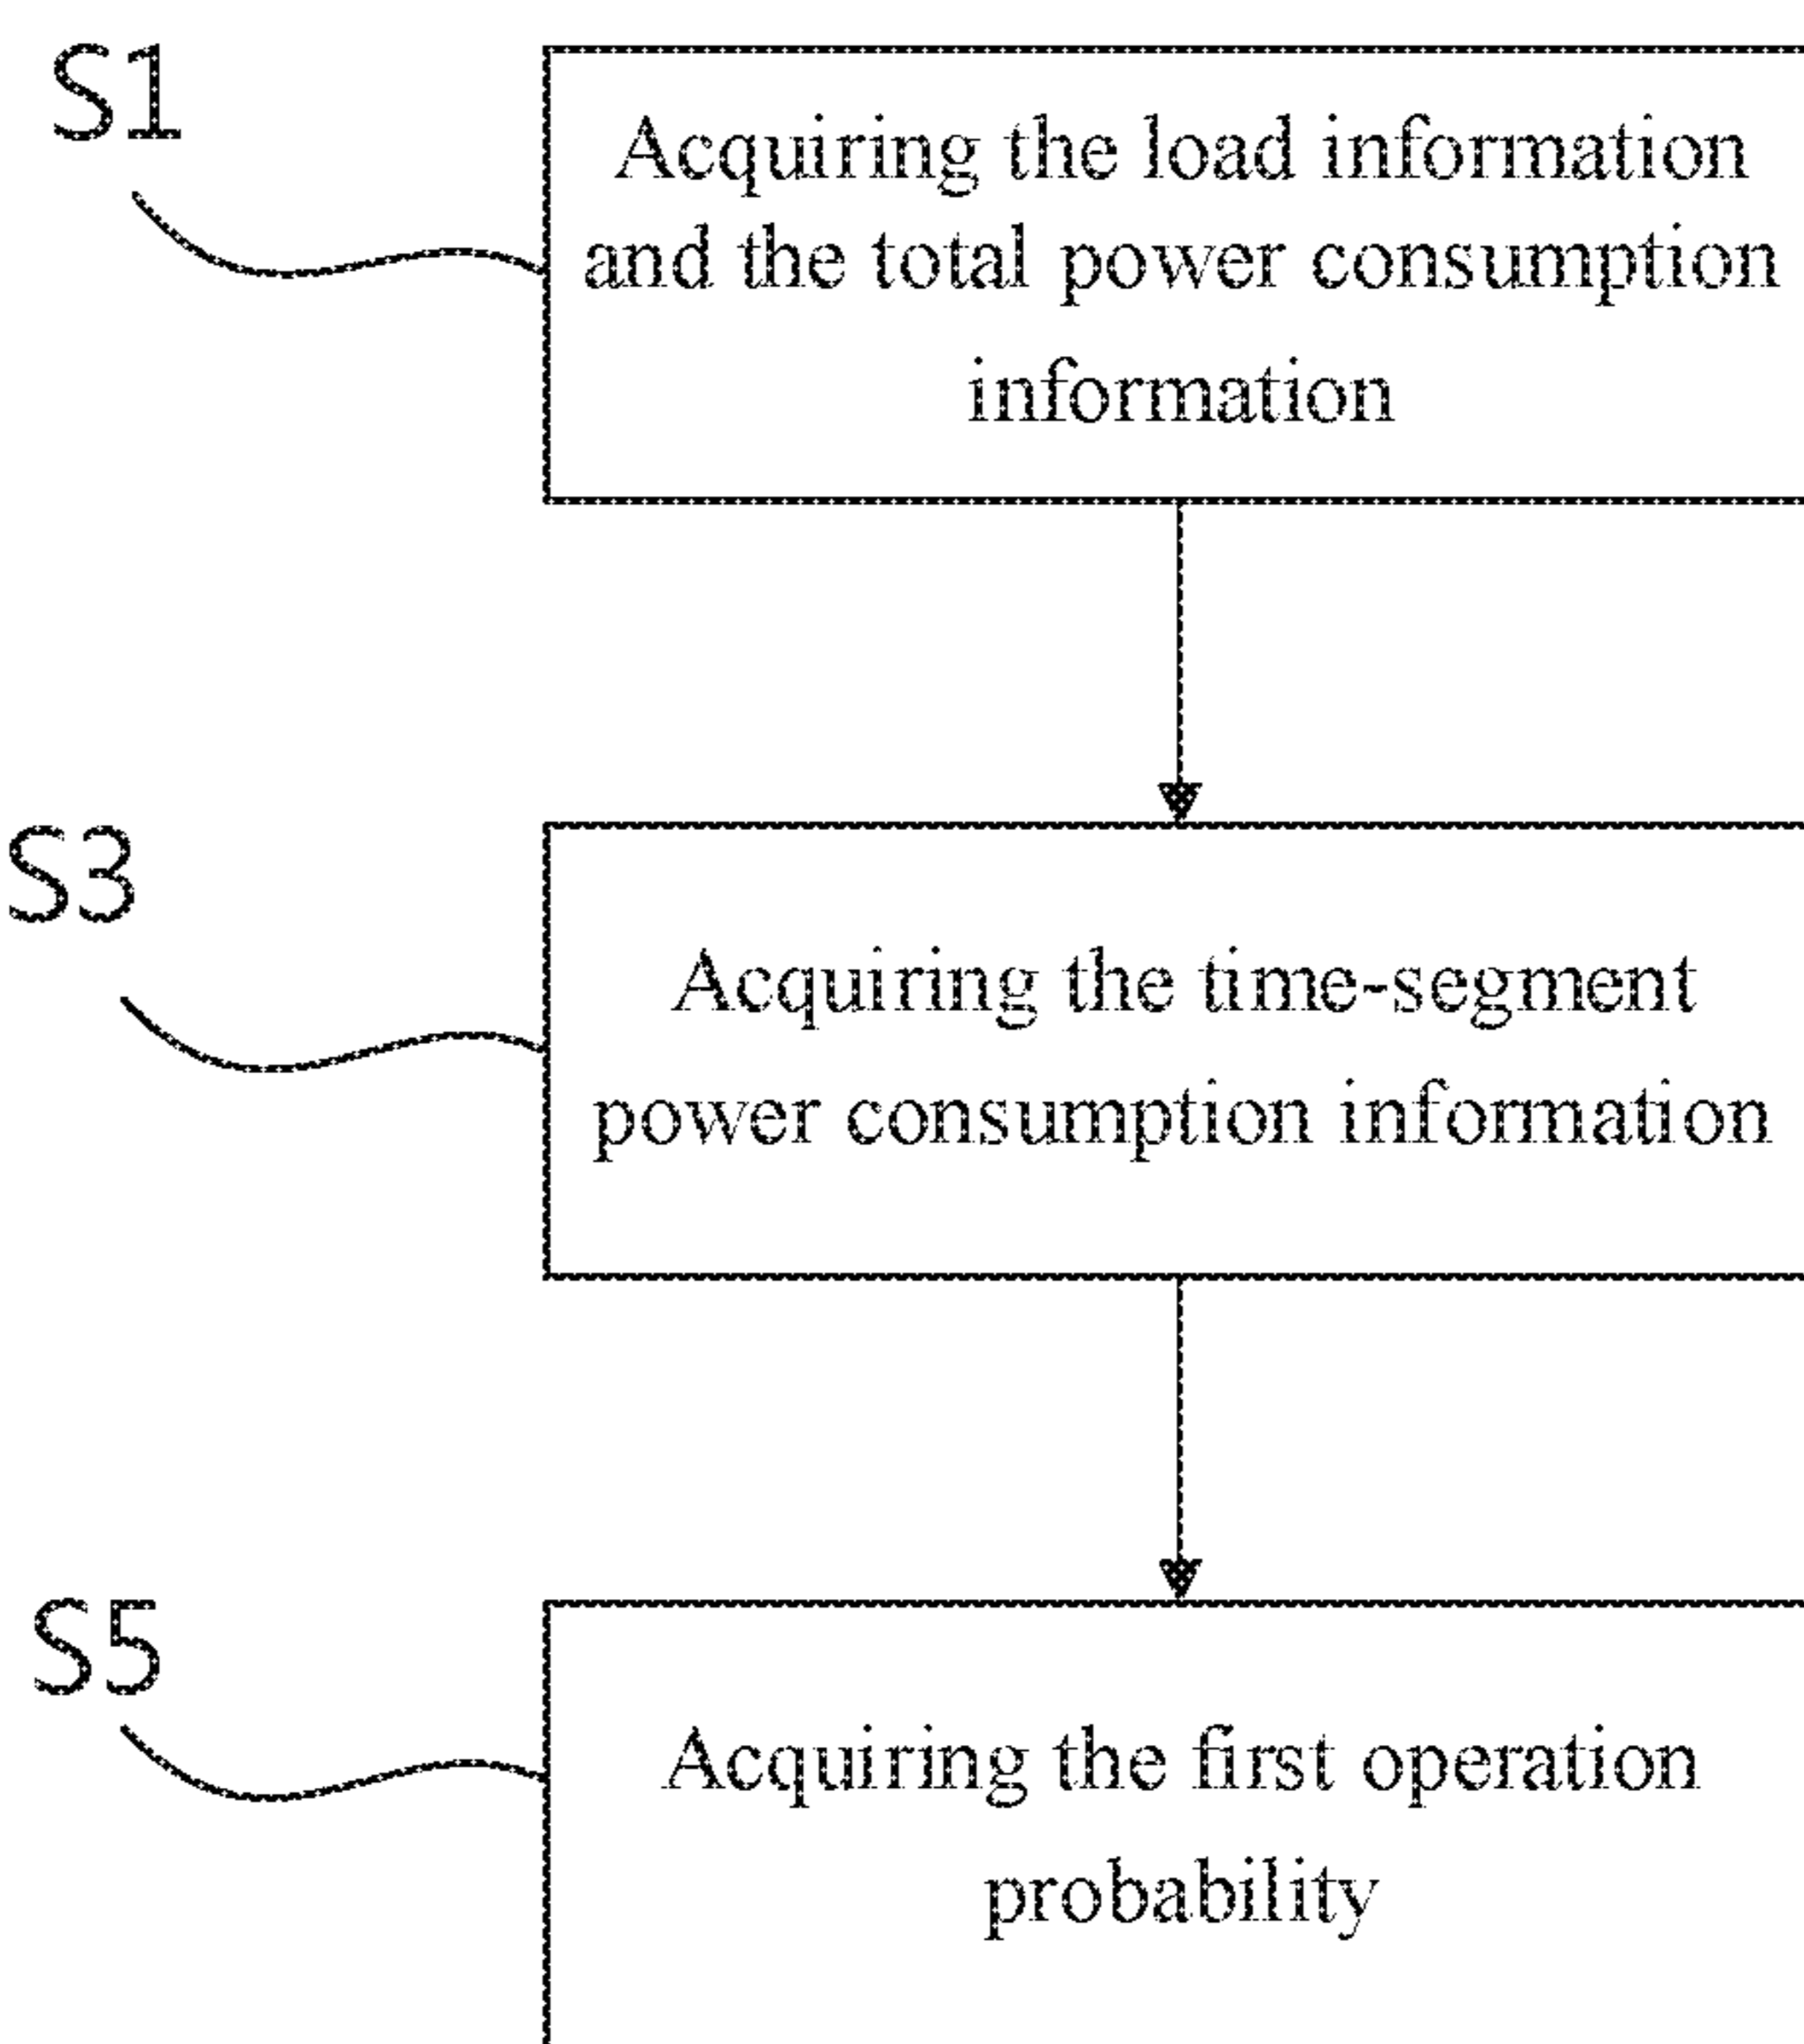 S1
Acquiring the load information
and the total power consumption
information
S3
Acquiring the time-segment
power consumption information
S5
Acquiring the first operation
probability